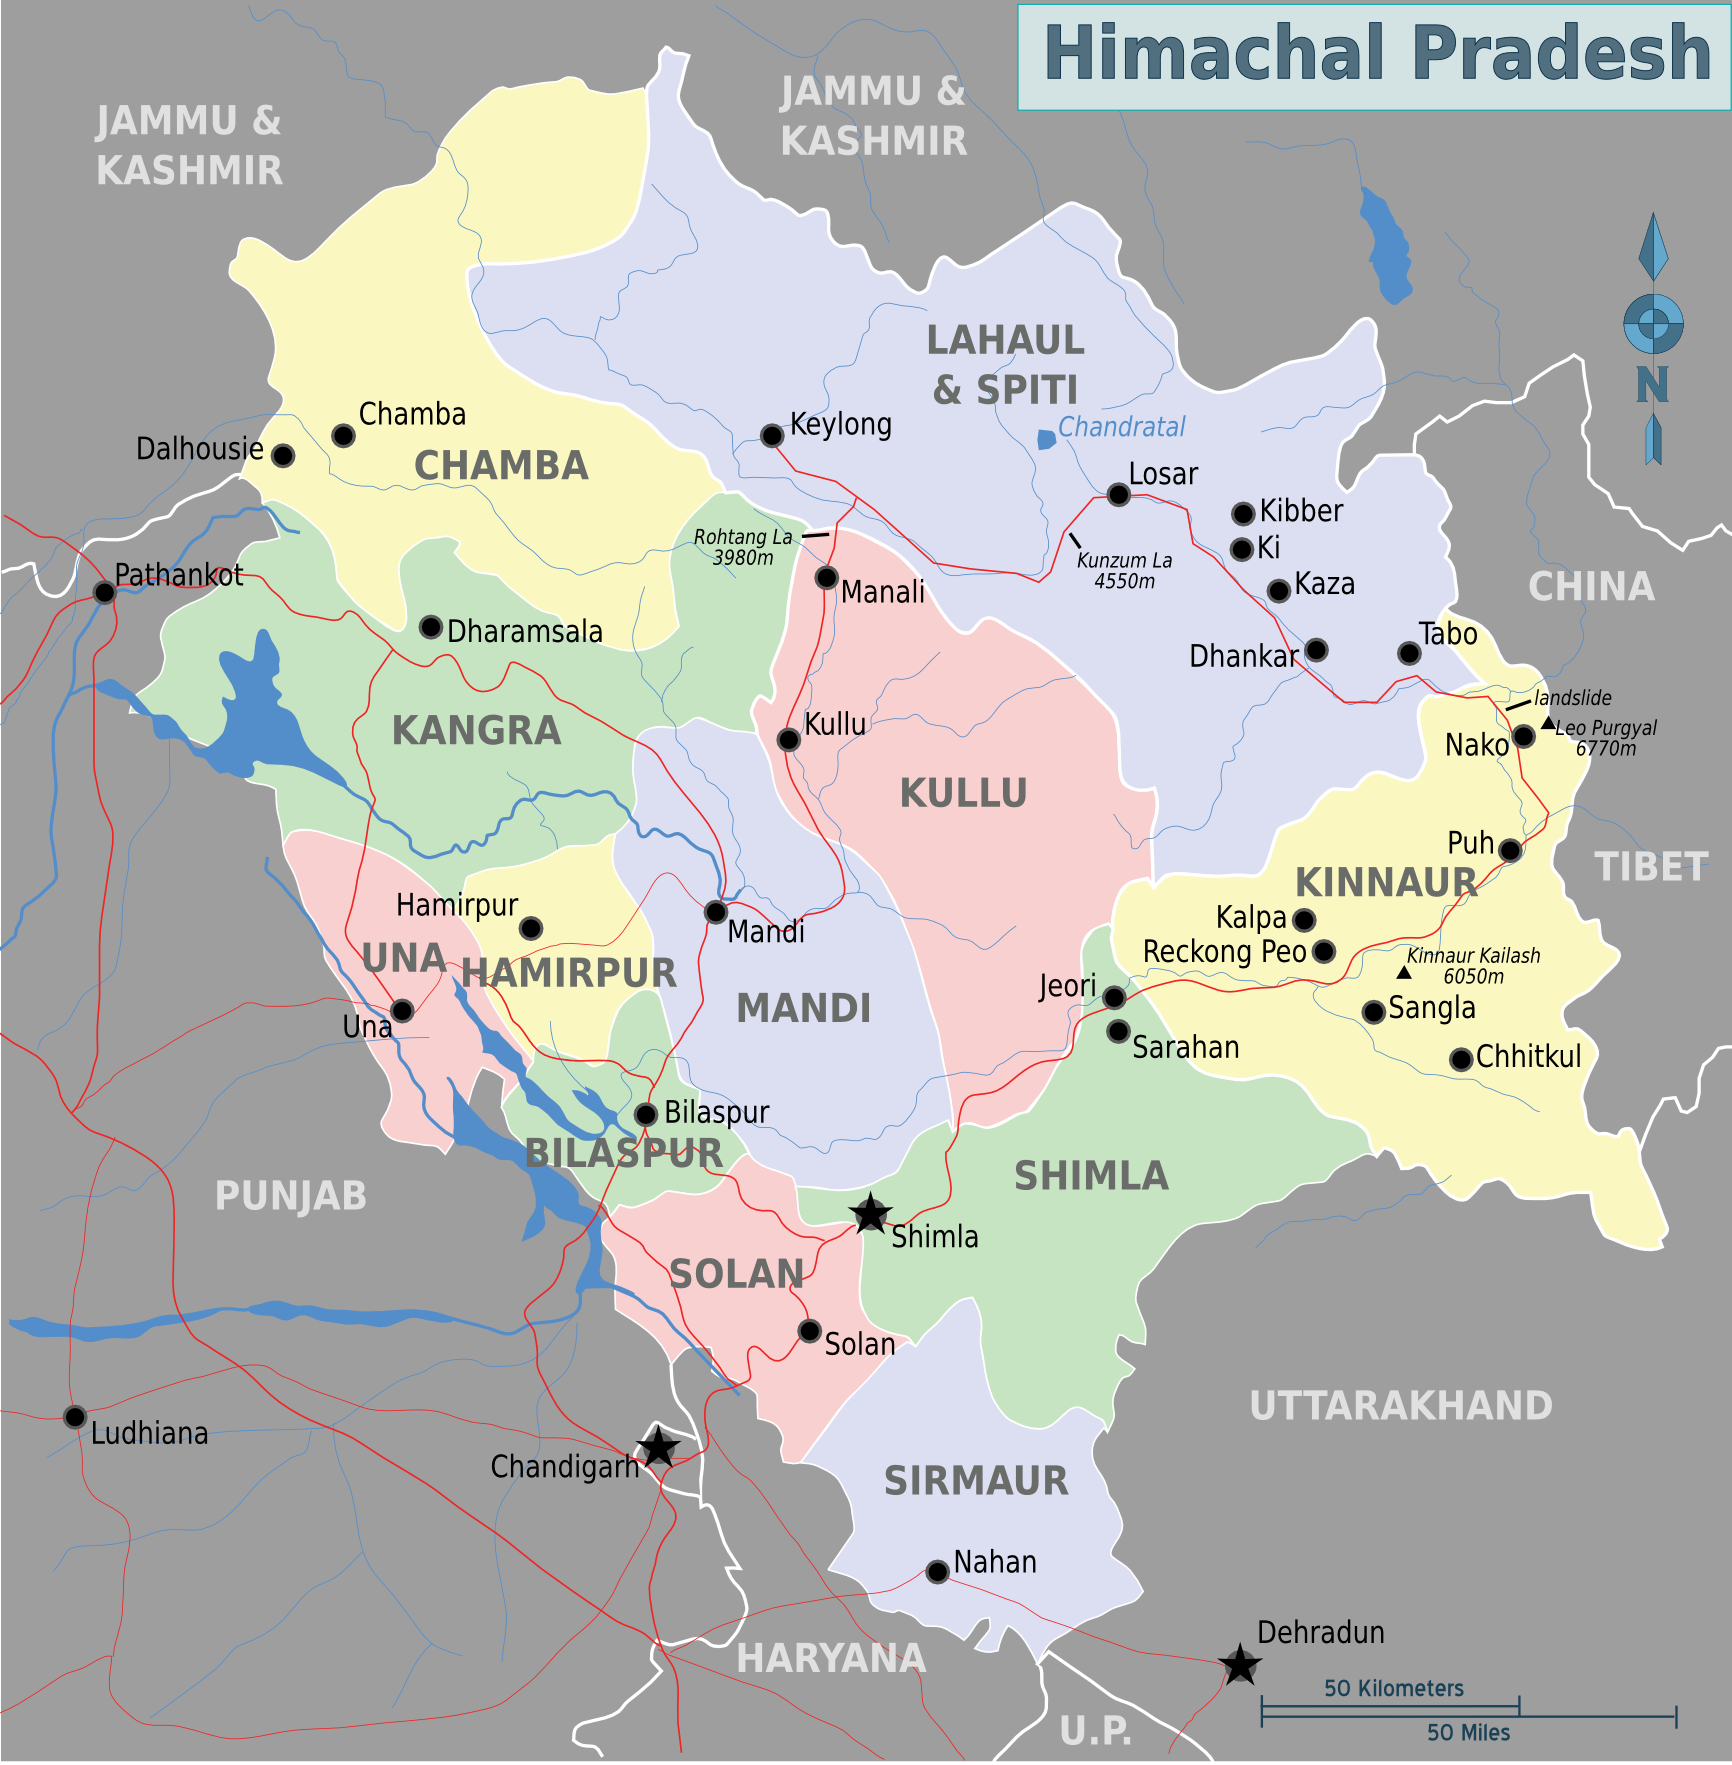 Himachal Pradesh
JAMMU &
KASHMIR
JAMMU &
KASHMIR
N
LAHAUL
& SPITI
Chandratal
Chamba
Dalhousie
CHAMBA
Keylong
Losar
Kibber
Ki
Kaza
Rohtang La
3980m
Kunzum La
4550m
Manali
CHINA
Pathankot
Dharamsala
Dhankar
Tabo
landslide
Leo Purgyal
6770m
Nako
KANGRA
Kullu
KULLU
Puh
KINNAUR
TIBET
Hamirpur
Mandi
Kalpa
Reckong Peo
Kinnaur Kailash
6050m
UNA
HAMIRPUR
MANDI
Jeori
Sangla
Una
Sarahan
Chhitkul
Bilaspur
BILASPUR
SHIMLA
PUNJAB
Shimla
SOLAN
Solan
UTTARAKHAND
Ludhiana
Chandigarh
SIRMAUR
Nahan
Dehradun
HARYANA
50 Kilometers
50 Miles
U.P.